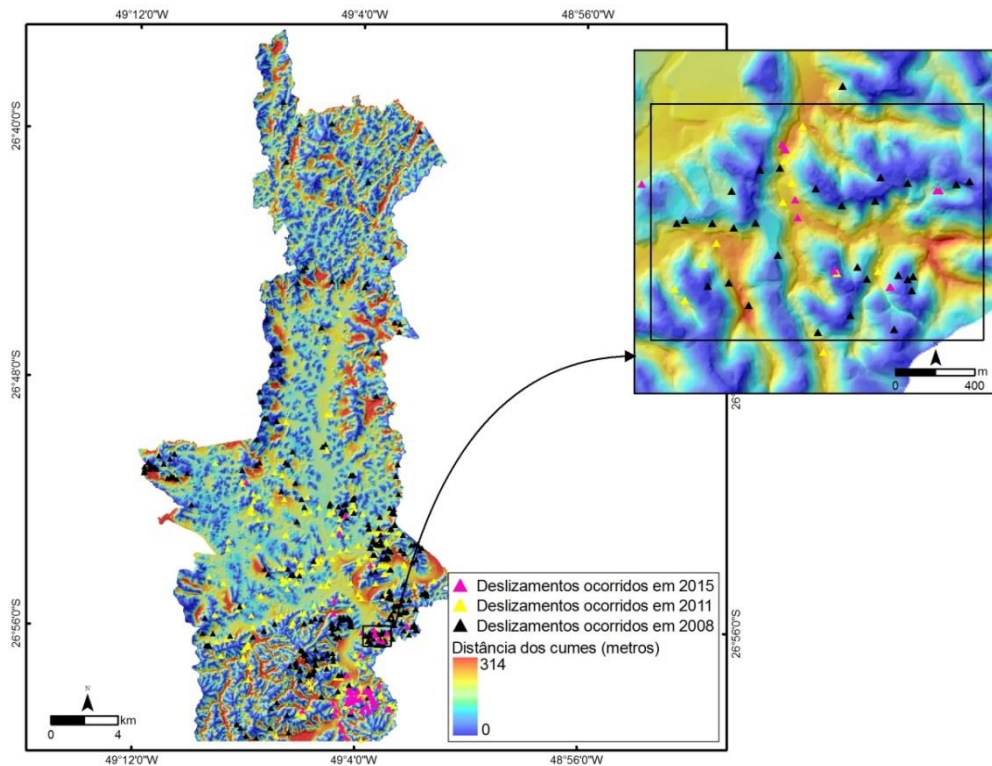 49°12'0"W 49°4'0"W 48°56'0"W
26°40'0"S
26°48'0"S
26°56'0"S
26°56'0"S
m
0 400
Deslizamentos ocorridos em 2015
Deslizamentos ocorridos em 2011
Deslizamentos ocorridos em 2008
Distância dos cumes (metros)
314
0
N
km
0 4
49°12'0"W 49°4'0"W 48°56'0"W